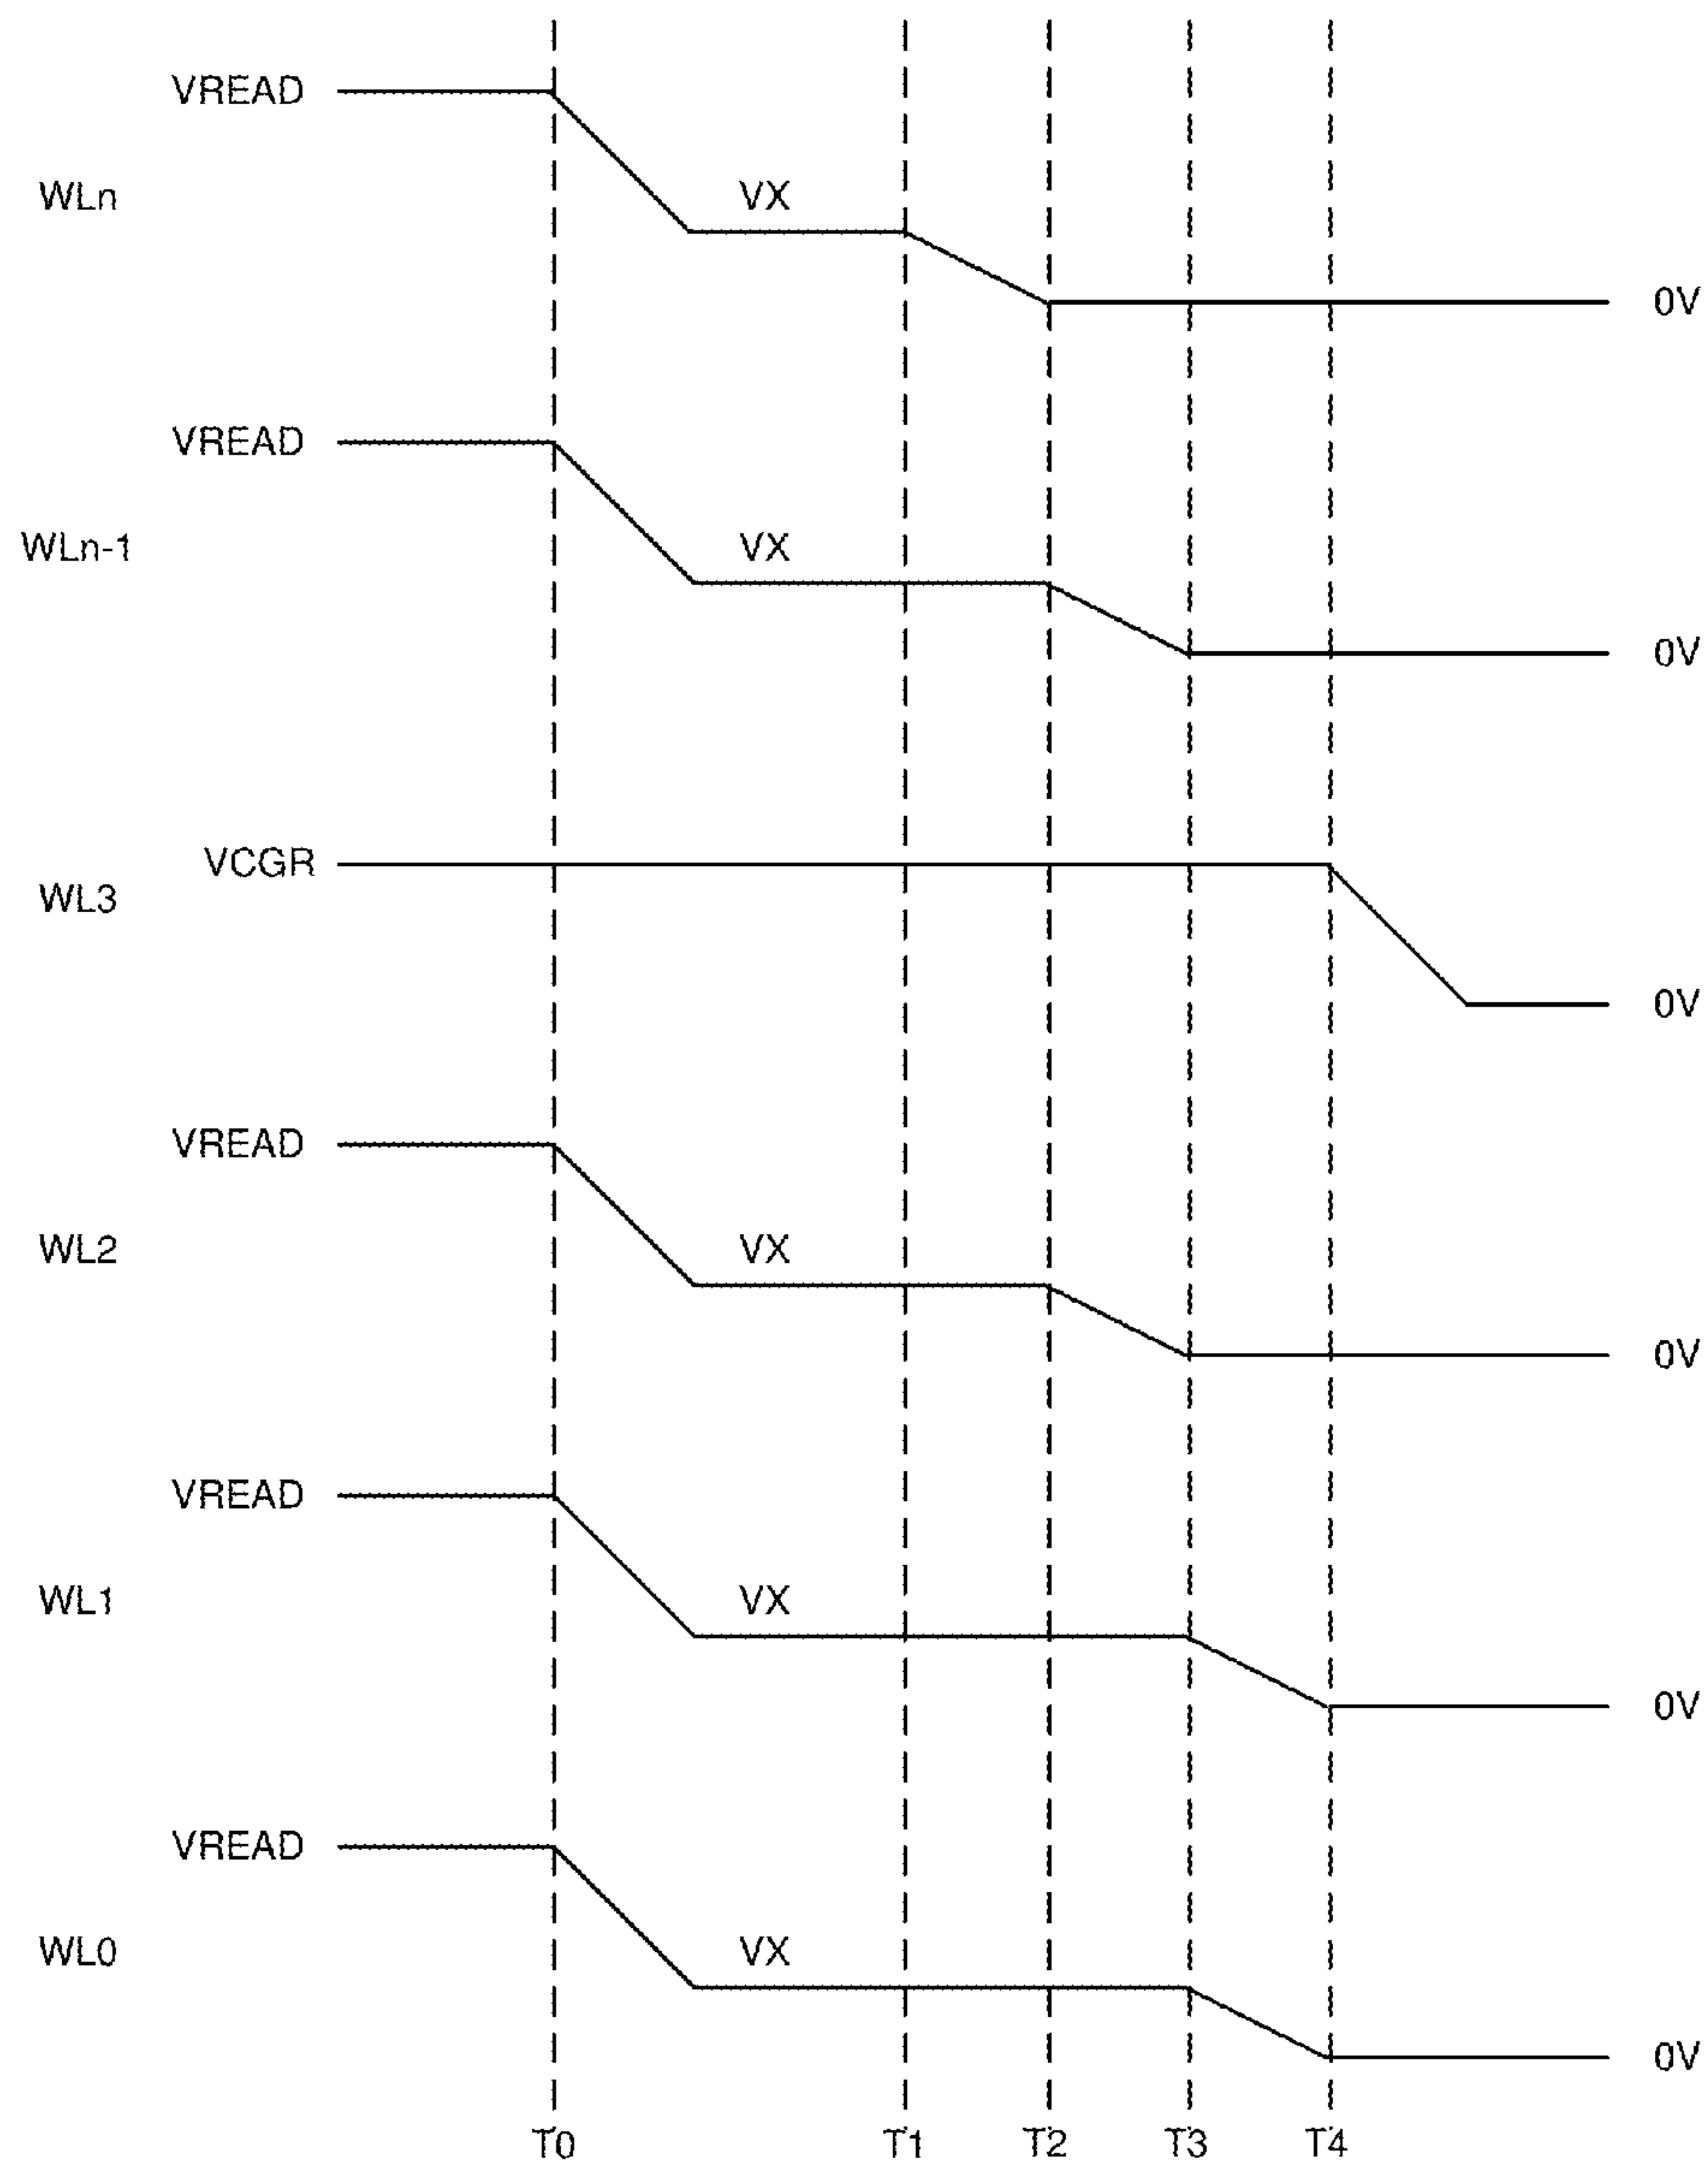 VREAD
WLn
VX
0V
VREAD
WLn-1
VX
0V
VCGR
WL3
0V
VREAD
WL2
VX
0V
VREAD
WL1
VX
0V
VREAD
WL0
VX
0V
T0 T1 T2 T3 T4